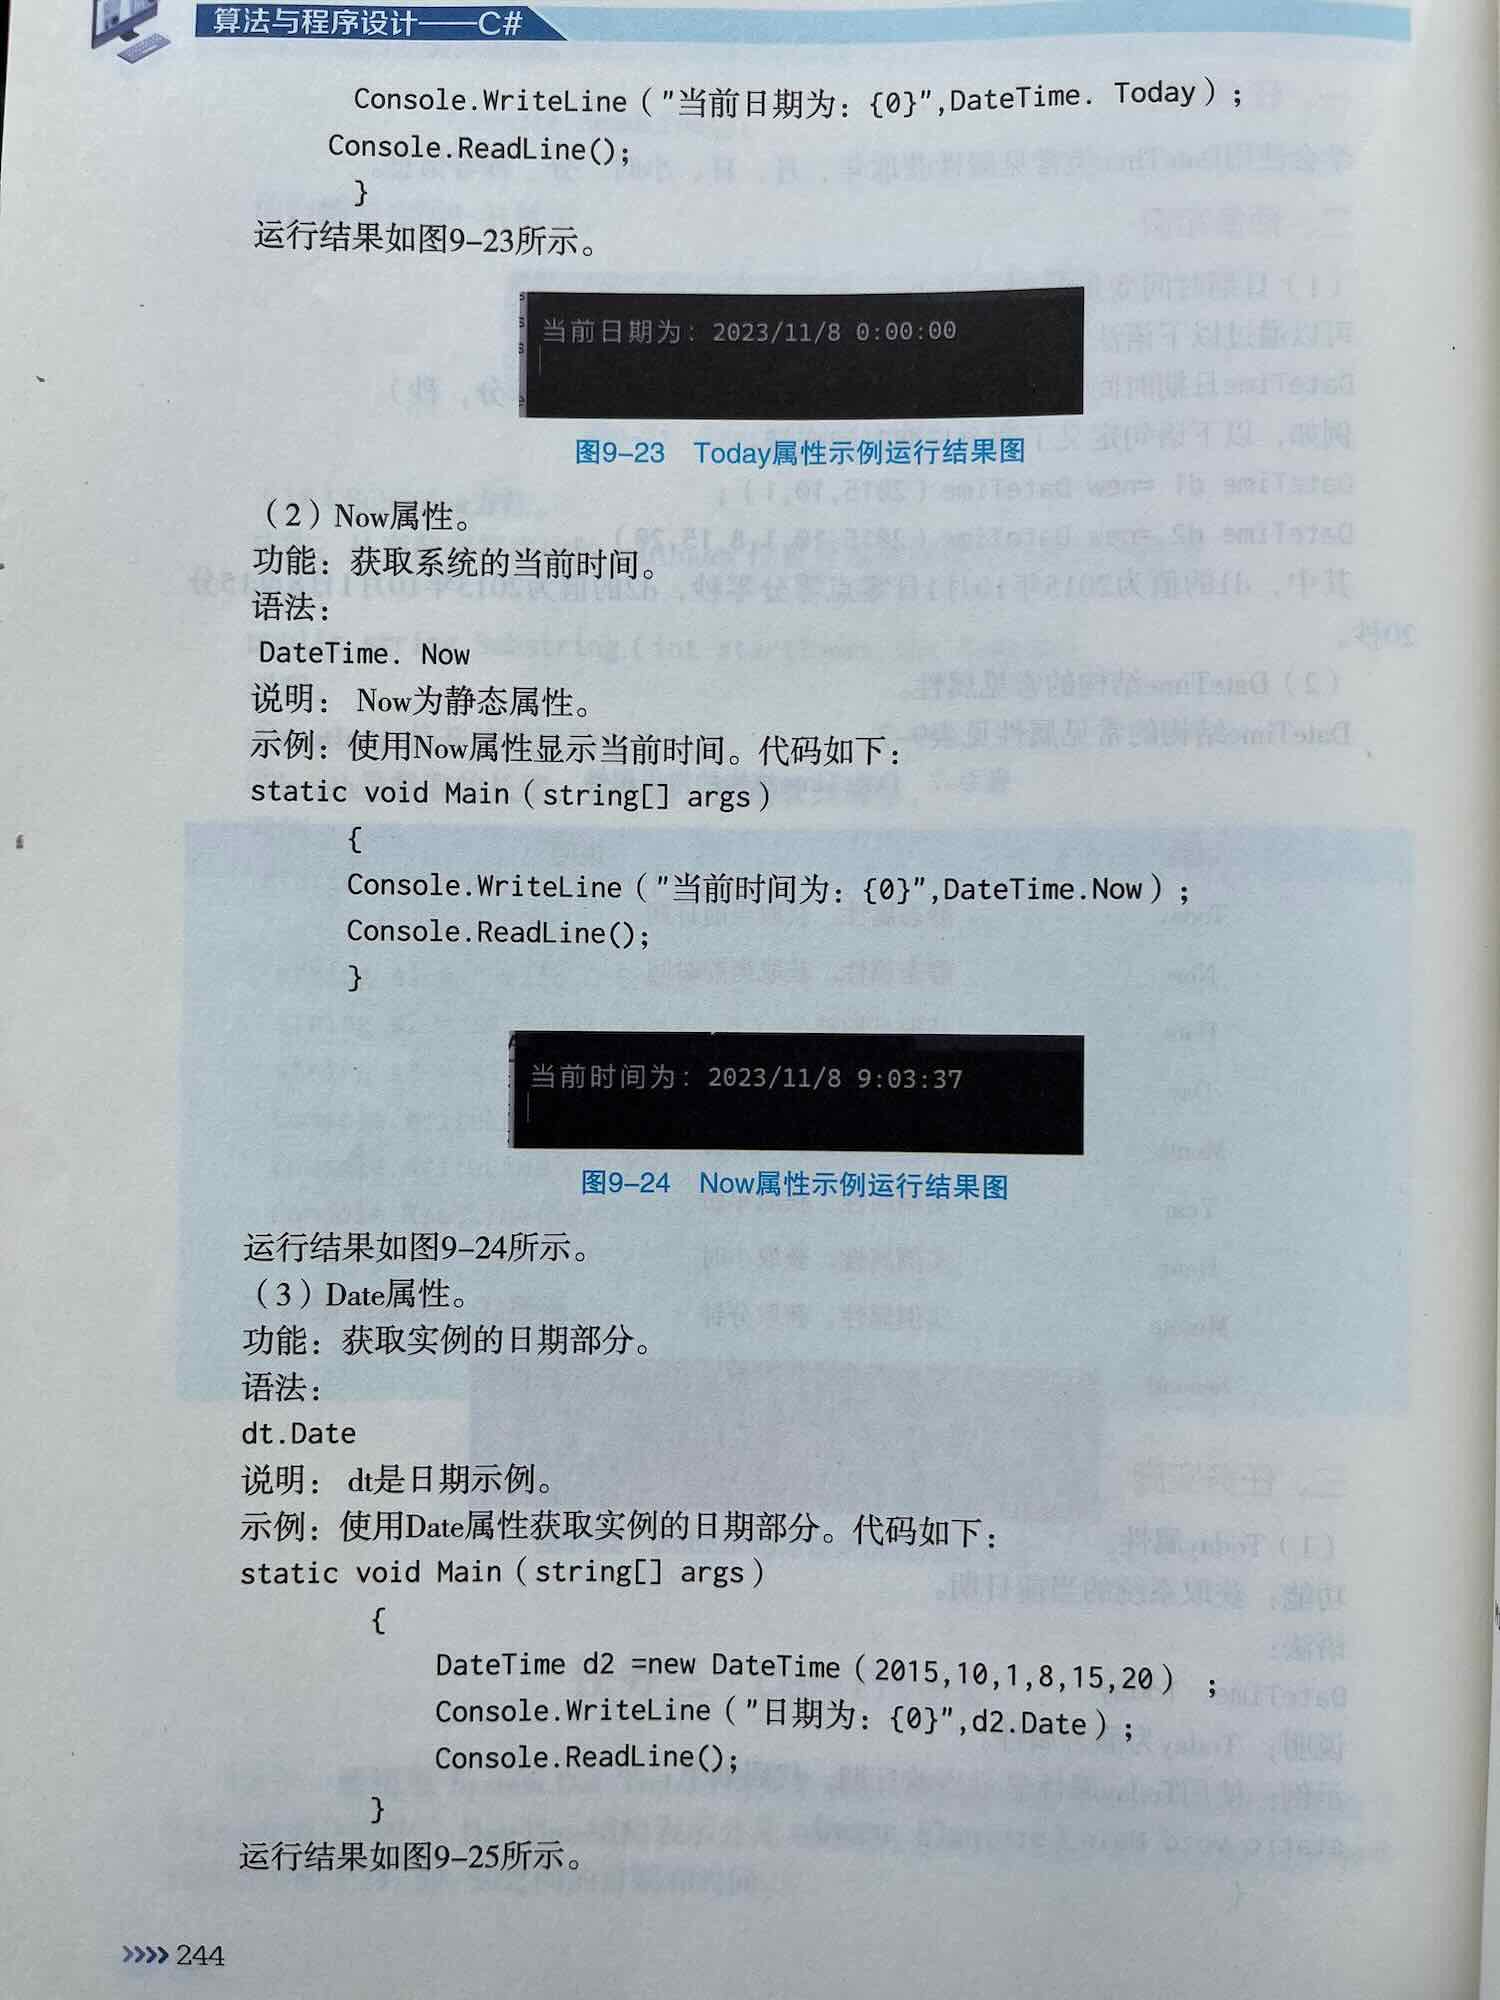 算法与程序设计——C#
Console.WriteLine（"当前日期为：{0}",DateTime. Today）；
Console.ReadLine();
}
运行结果如图9–23所示。
当前日期为：2023/11/8 0:00:00
图9–23 Today属性示例运行结果图
（2）Now属性。
功能：获取系统的当前时间。
语法：
DateTime. Now
说明： Now为静态属性。
示例：使用Now属性显示当前时间。代码如下：
static void Main（string[] args）
{
Console.WriteLine（"当前时间为：{0}",DateTime.Now）；
Console.ReadLine();
}
当前时间为：2023/11/8 9:03:37
图9–24 Now属性示例运行结果图
运行结果如图9–24所示。
（3）Date属性。
功能：获取实例的日期部分。
语法：
dt.Date
说明： dt是日期示例。
示例：使用Date属性获取实例的日期部分。代码如下：
static void Main（string[] args）
{
DateTime d2 =new DateTime（2015,10,1,8,15,20） ；
Console.WriteLine（"日期为：{0}",d2.Date）；
Console.ReadLine();
}
运行结果如图9–25所示。
244